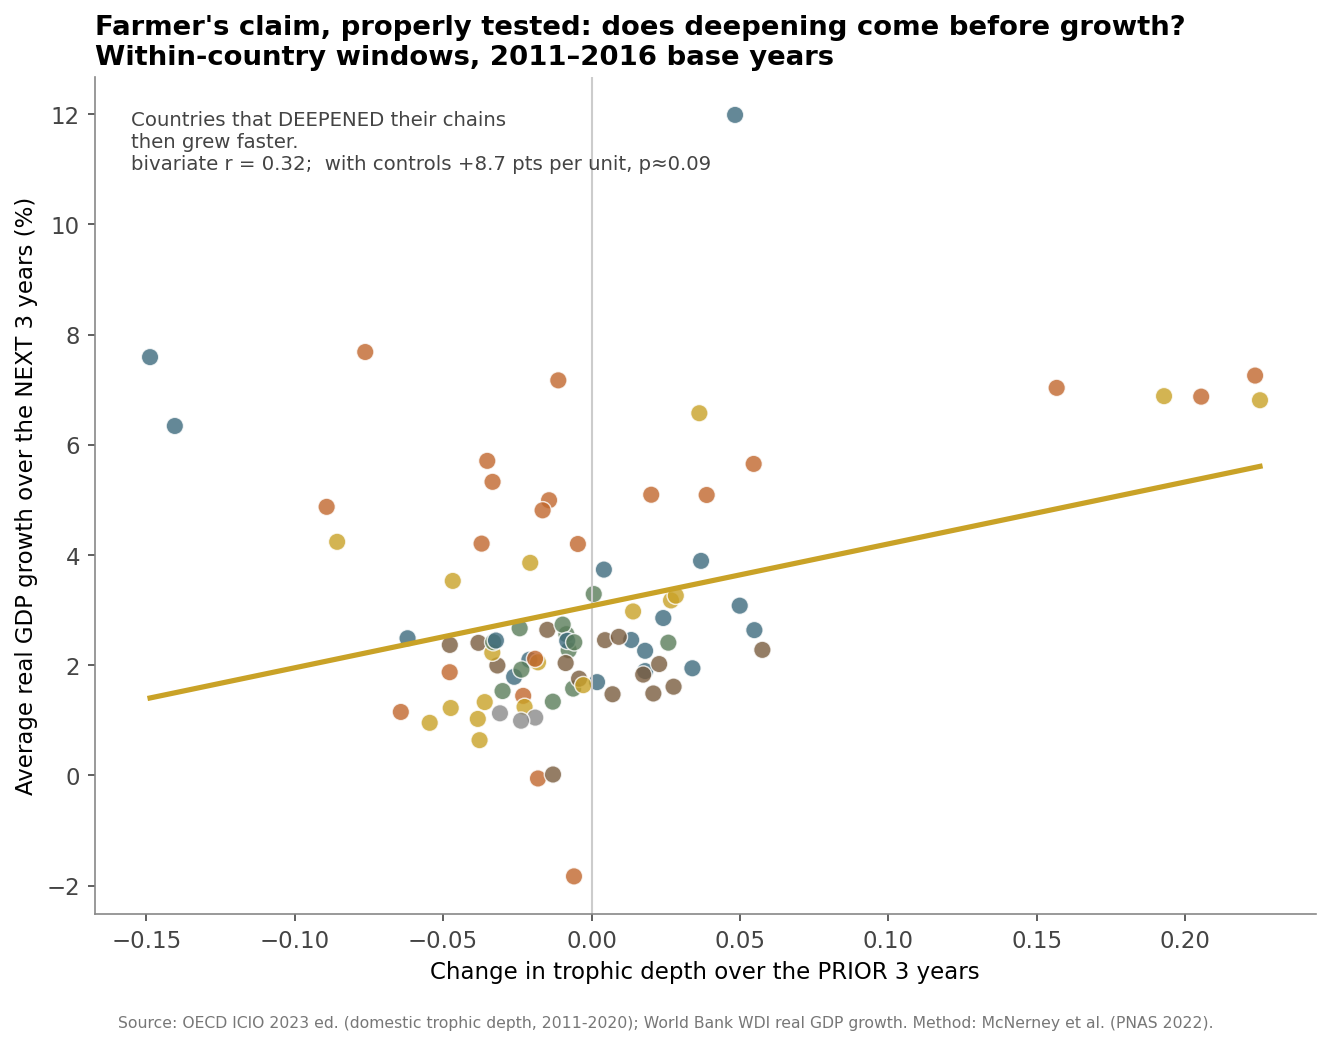 Farmer's claim, properly tested: does deepening come before growth?
Within-country windows, 2011–2016 base years
Countries that DEEPENED their chains
then grew faster.
bivariate r = 0.32;  with controls +8.7 pts per unit, p≈0.09
Average real GDP growth over the NEXT 3 years (%)
12
10
8
6
4
2
0
−2
−0.15
−0.10
−0.05
0.00
0.05
0.10
0.15
0.20
Change in trophic depth over the PRIOR 3 years
Source: OECD ICIO 2023 ed. (domestic trophic depth, 2011-2020); World Bank WDI real GDP growth. Method: McNerney et al. (PNAS 2022).